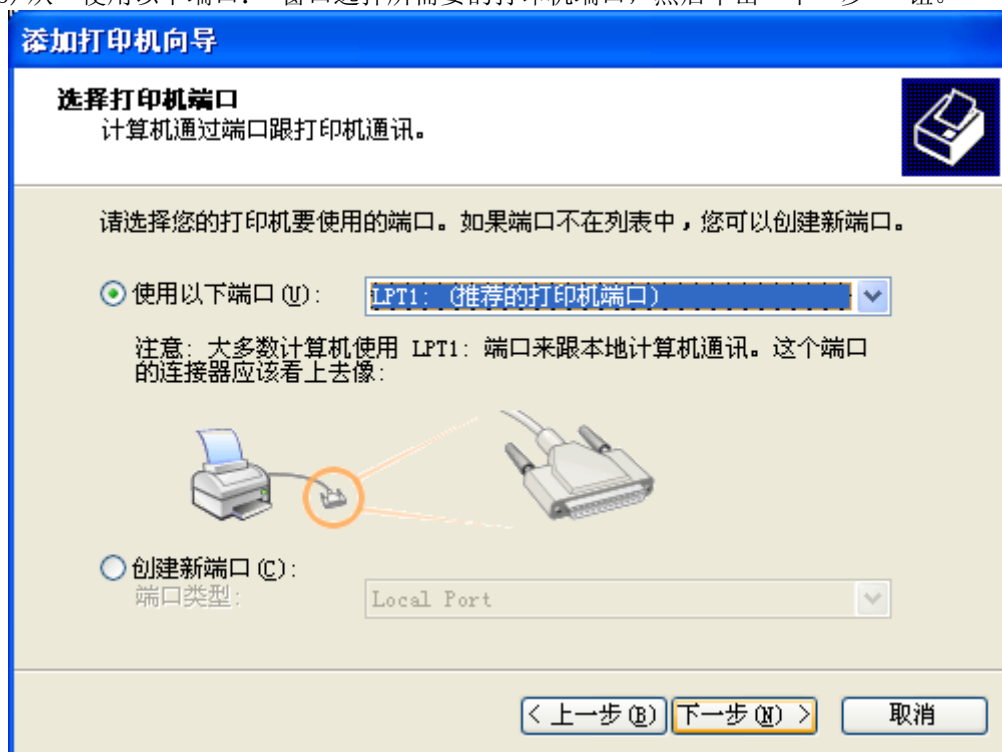 添加打印机向导
选择打印机端口
计算机通过端口跟打印机通讯。
请选择您的打印机要使用的端口。如果端口不在列表中，您可以创建新端口。
使用以下端口(U):
LPT1: (推荐的打印机端口)
注意: 大多数计算机使用 LPT1: 端口来跟本地计算机通讯。这个端口
的连接器应该看上去像:
创建新端口(C):
端口类型:
Local Port
< 上一步(B)
下一步(N) >
取消